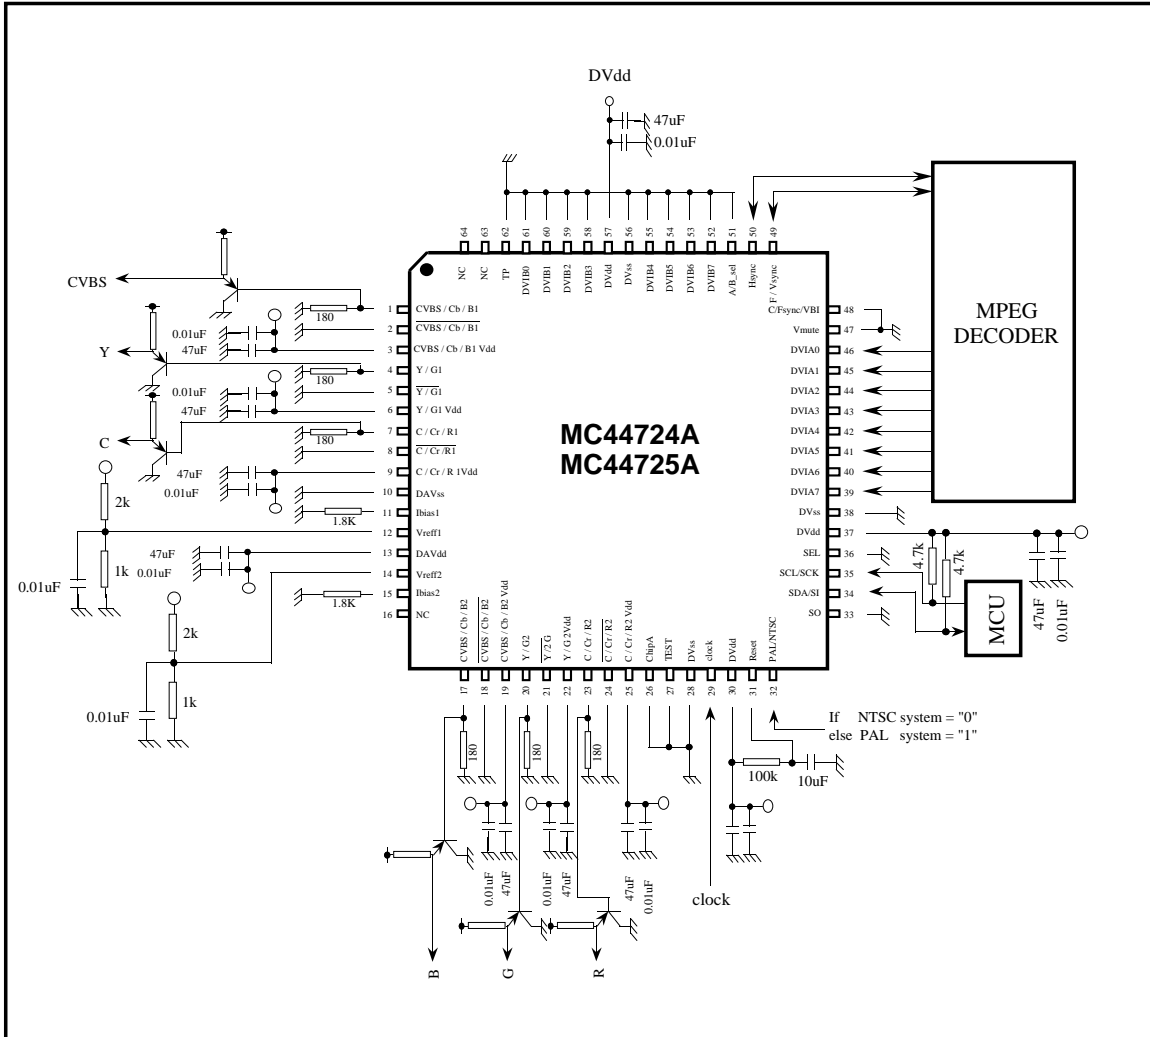 DVdd
47uF
0.01uF
64
63
62
61
60
59
58
57
56
55
54
53
52
51
50
49
NC
NC
TP
DVIB0
DVIB1
DVIB2
DVIB3
DVdd
DVss
DVIB4
DVIB5
DVIB6
DVIB7
A/B_sel
Hsync
F / Vsync
MPEG
DECODER
CVBS
Y
C
180
0.01uF
47uF
180
0.01uF
47uF
180
47uF
0.01uF
1.8K
47uF
0.01uF
1.8K
2k
1k
0.01uF
2k
1k
0.01uF
1 CVBS / Cb / B1
2 CVBS / Cb / B1
3 CVBS / Cb / B1 Vdd
4 Y / G1
5 Y / G1
6 Y / G1 Vdd
7 C / Cr / R1
8 C / Cr /R1
9 C / Cr / R 1Vdd
10 DAVss
11 Ibias1
12 Vreff1
13 DAVdd
14 Vreff2
15 Ibias2
16 NC
MC44724A
MC44725A
C/Fsync/VBI 48
Vmute 47
DVIA0 46
DVIA1 45
DVIA2 44
DVIA3 43
DVIA4 42
DVIA5 41
DVIA6 40
DVIA7 39
DVss 38
DVdd 37
SEL 36
SCL/SCK 35
SDA/SI 34
SO 33
4.7k
4.7k
MCU
47uF
0.01uF
CVBS / Cb / B2
CVBS / Cb / B2
CVBS / Cb / B2 Vdd
Y / G2
Y / 2 G
Y / G 2 Vdd
C / Cr / R2
C / Cr / R2
C / Cr / R2 Vdd
ChipA
TEST
DVss
clock
DVdd
Reset
PAL/NTSC
17
18
19
20
21
22
23
24
25
26
27
28
29
30
31
32
If NTSC system = "0"
else PAL system = "1"
180
180
180
100k
10uF
0.01uF
47uF
0.01uF
47uF
47uF
0.01uF
clock
B
G
R